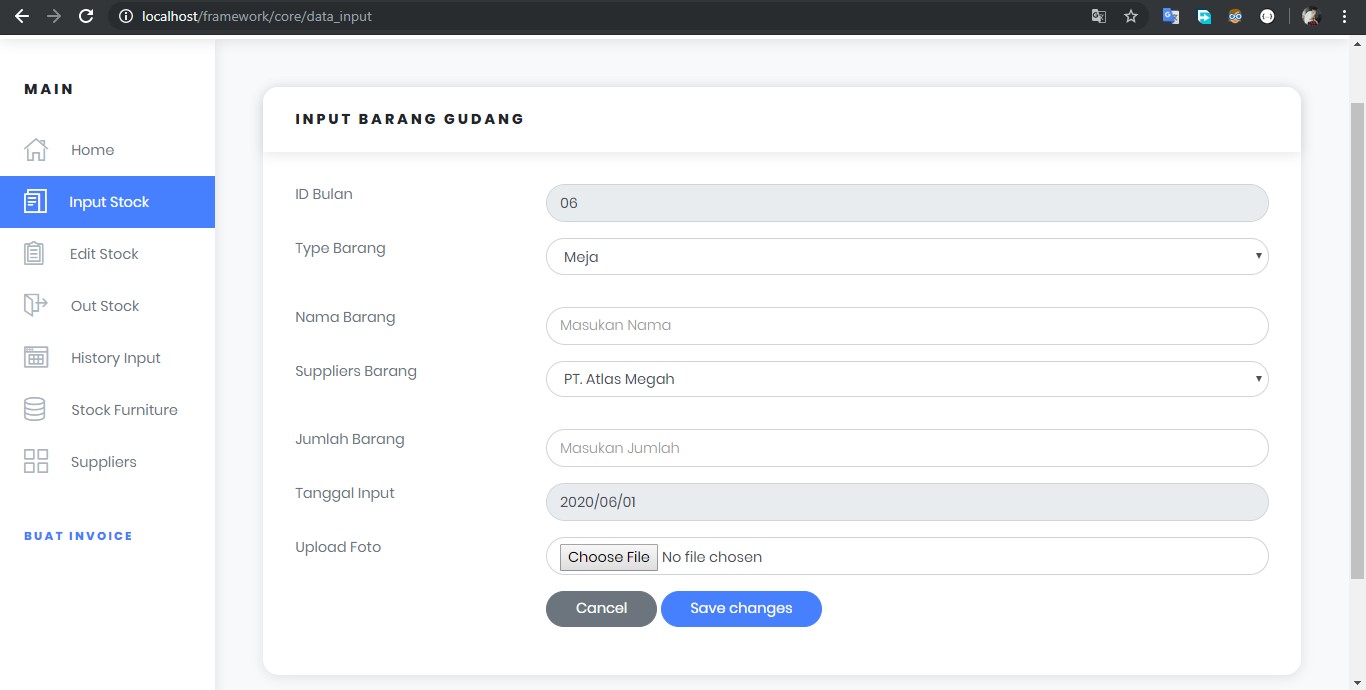 localhost/framework/core/data_input
MAIN
Home
Input Stock
Edit Stock
Out Stock
History Input
Stock Furniture
Suppliers
BUAT INVOICE
INPUT BARANG GUDANG
ID Bulan
06
Type Barang
Meja
Nama Barang
Masukan Nama
Suppliers Barang
PT. Atlas Megah
Jumlah Barang
Masukan Jumlah
Tanggal Input
2020/06/01
Upload Foto
Choose File No file chosen
Cancel
Save changes